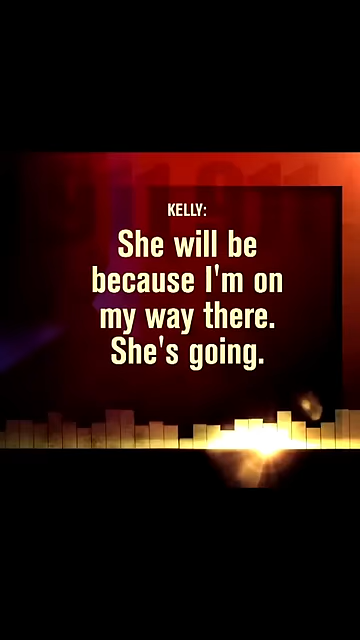 KELLY:
She will be
because I'm on
my way there.
She's going.